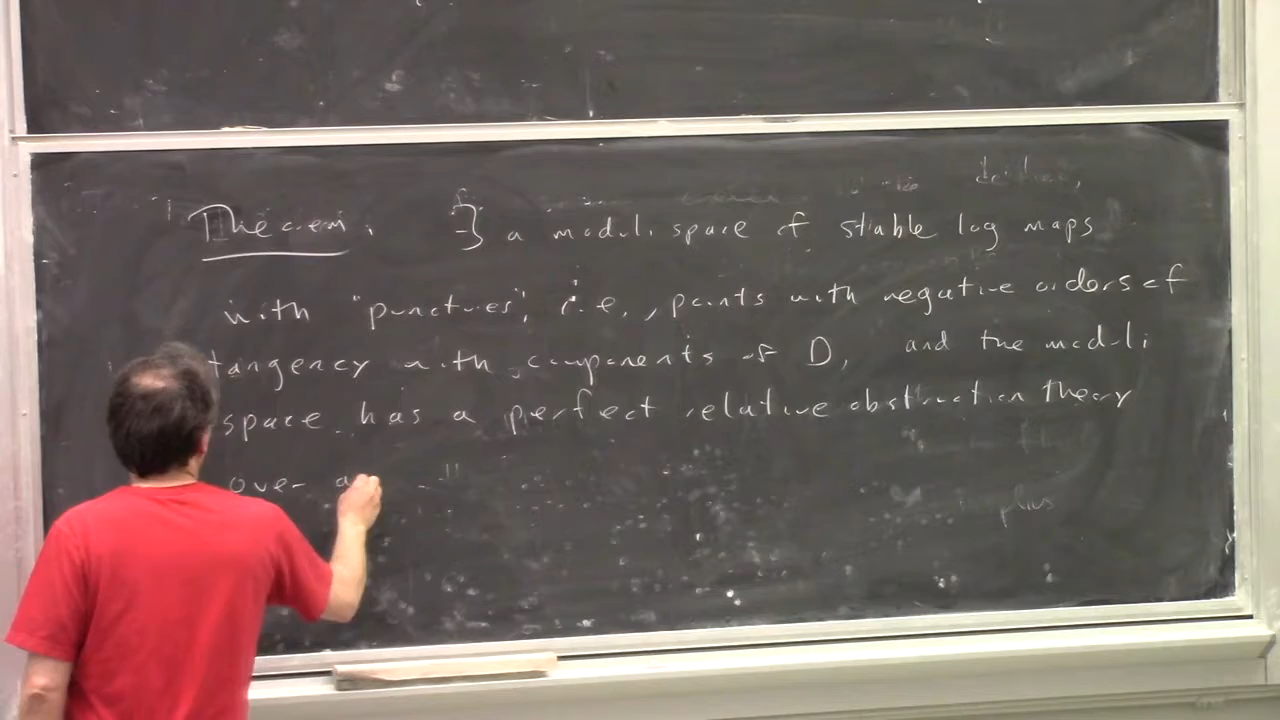 Theorem. ∃ a moduli space of stable log maps
with "punctures", i.e., points with negative orders of
tangency with components of D, and the moduli
space has a perfect relative obstruction theory
over a
plus